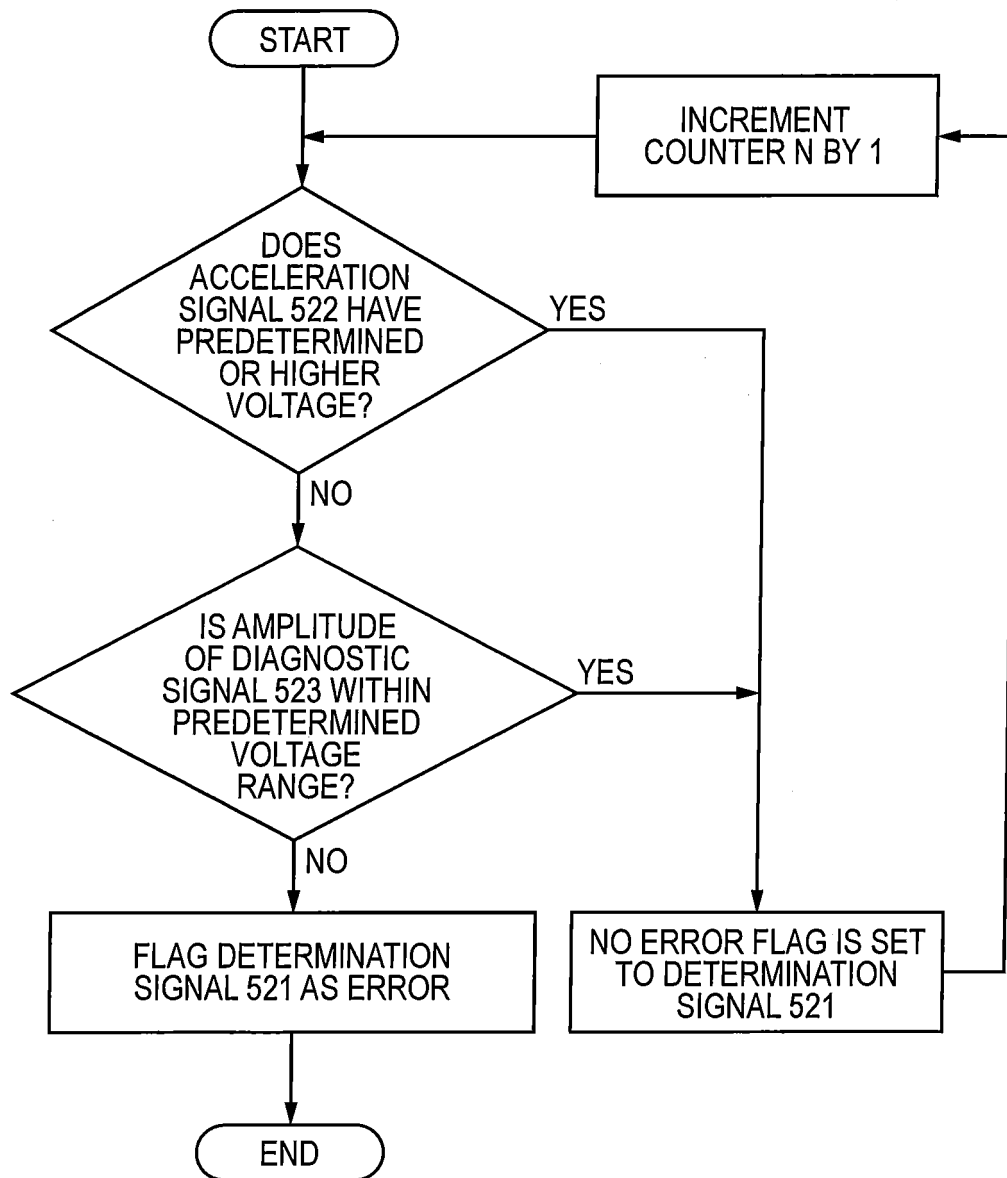 START
INCREMENT
COUNTER N BY 1
DOES
ACCELERATION
SIGNAL 522 HAVE
PREDETERMINED
OR HIGHER
VOLTAGE?
YES
NO
IS AMPLITUDE
OF DIAGNOSTIC
SIGNAL 523 WITHIN
PREDETERMINED
VOLTAGE
RANGE?
YES
NO
FLAG DETERMINATION
SIGNAL 521 AS ERROR
NO ERROR FLAG IS SET
TO DETERMINATION
SIGNAL 521
END